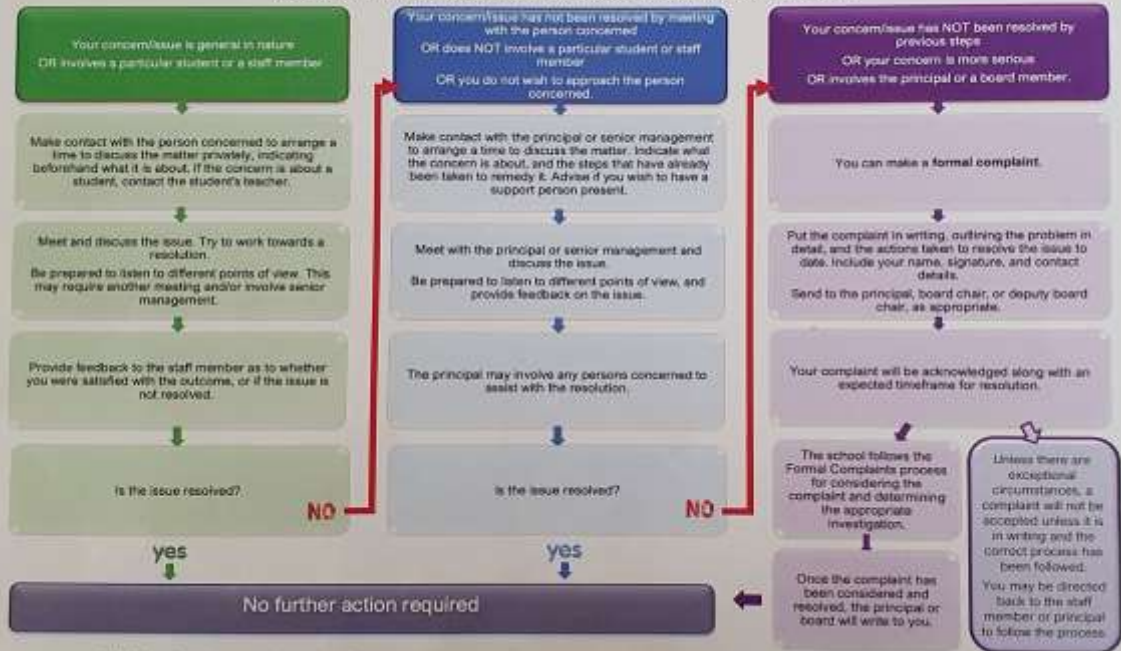 Your concern/issue is general in nature
OR involves a particular student or a staff
member
Make contact with the person concerned to arrange a
time to discuss the matter privately, indicating
beforehand what it is about. If the concern is about a
student, contact the student's teacher.
Meet and discuss the issue. Try to work towards a
resolution.
Be prepared to listen to different points of view. This
may require another meeting and/or involve senior
management.
Provide feedback to the staff member as to whether
you were satisfied with the outcome, or if the issue is
not resolved.
Is the issue resolved?
NO
yes
Your concern/issue has not been resolved by meeting
with the person concerned
OR does NOT involve a particular student or staff
member
OR you do not wish to approach the person
concerned.
Make contact with the principal or senior management
to arrange a time to discuss the matter. Indicate what
the concern is about, and the steps that have already
been taken to remedy it. Advise if you wish to have a
support person present.
Meet with the principal or senior management and
discuss the issue.
Be prepared to listen to different points of view, and
provide feedback on the issue.
The principal may involve any persons concerned to
assist with the resolution.
Is the issue resolved?
NO
yes
Your concern/issue has NOT been resolved by
previous steps
OR your concern is more serious
OR involves the principal or a board member.
You can make a formal complaint.
Put the complaint in writing, outlining the problem in
detail, and the actions taken to resolve the issue to
date. Include your name, signature, and contact
details.
Send to the principal, board chair, or deputy board
chair, as appropriate.
Your complaint will be acknowledged along with an
expected timeframe for resolution.
The school follows the
Formal Complaints process
for considering the
complaint and determining
the appropriate
investigation.
Once the complaint has
been considered and
resolved, the principal or
board will write to you.
Unless there are
exceptional
circumstances, a
complaint will not be
accepted unless it is
in writing and the
correct process has
been followed.
You may be directed
back to the staff
member or principal
to follow the process.
No further action required